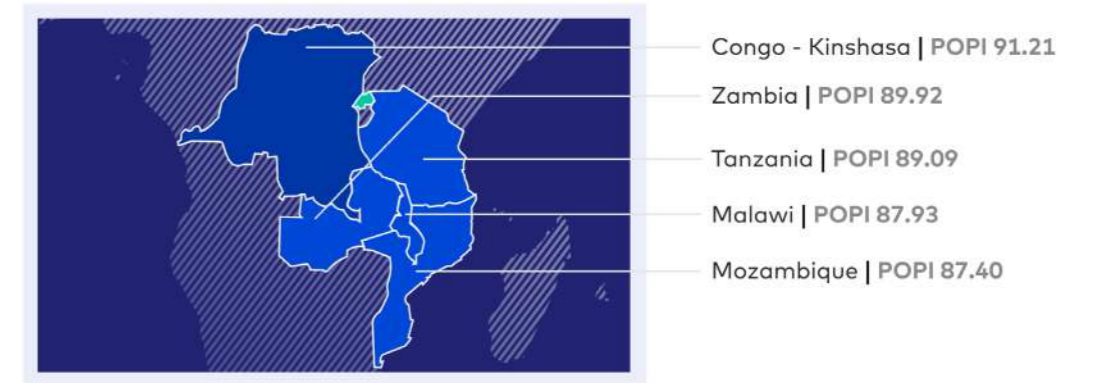 Congo - Kinshasa | POPI 91.21
Zambia | POPI 89.92
Tanzania | POPI 89.09
Malawi | POPI 87.93
Mozambique | POPI 87.40